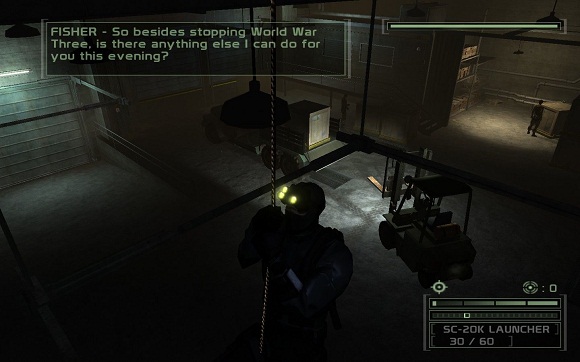 FISHER - So besides stopping World War
Three, is there anything else I can do for
you this evening?
: 0
SC-20K LAUNCHER
30 / 60